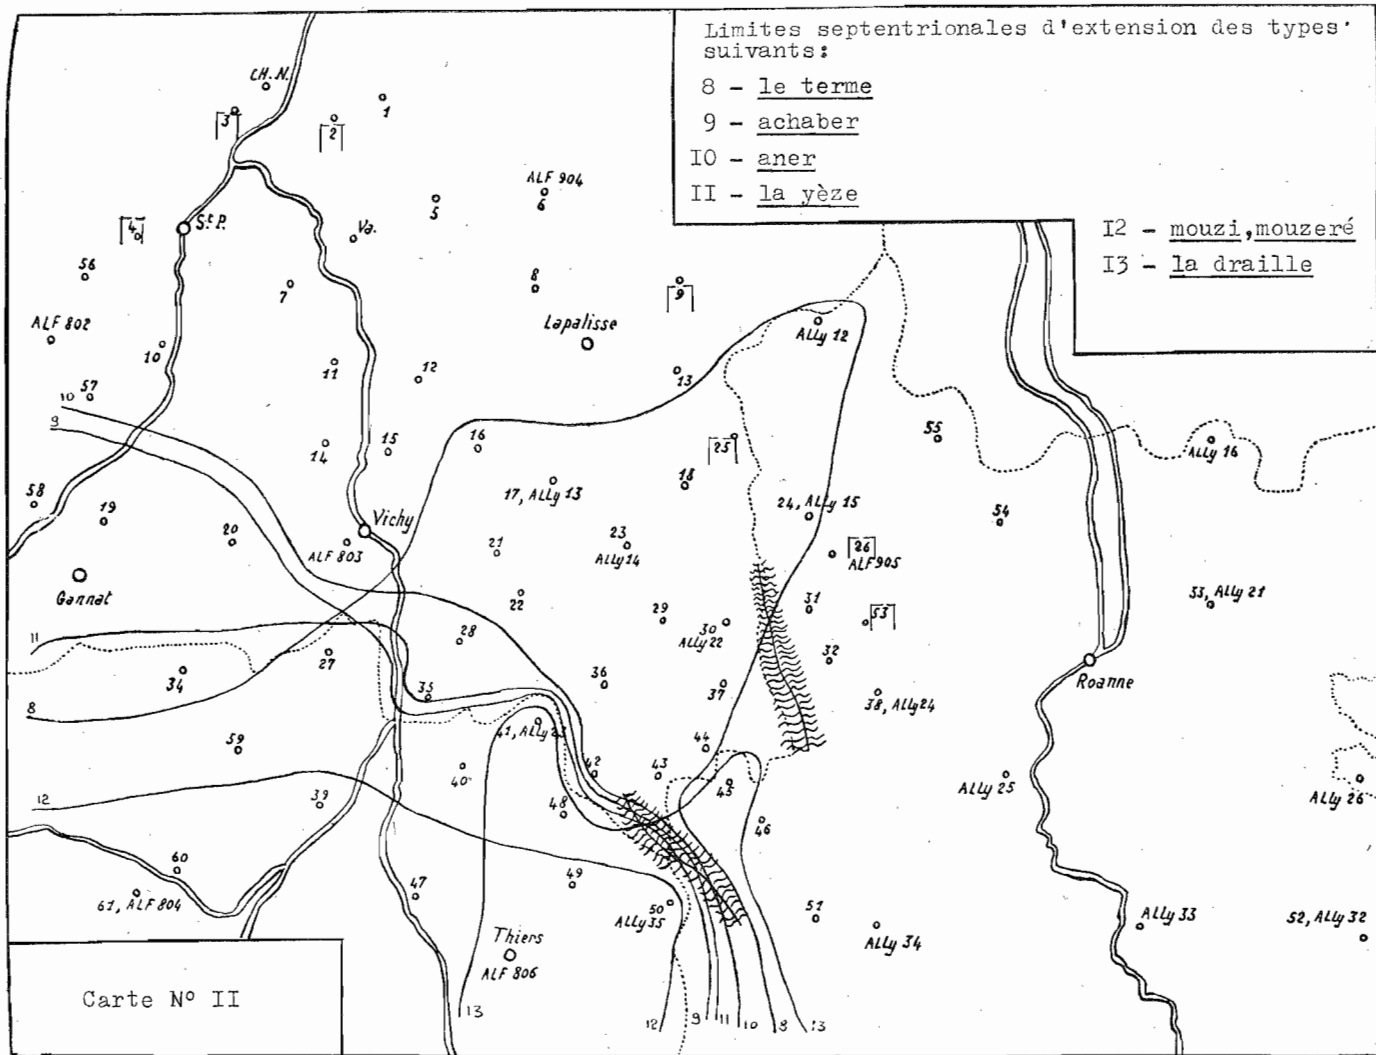 Limites septentrionales d'extension des types
suivants:
8 - le terme
9 - achaber
I0 - aner
II - la yèze
I2 - mouzi, mouzeré
I3 - la draille
CH.N.
3
2
1
ALF 904
6
5
4
St P.
Va.
56
7
8
9
Lapalisse
ALF 802
10
11
12
13
ALly 12
57
10
9
14
15
16
25
55
ALly 16
58
19
20
Vichy
ALF 803
17, ALly 13
18
24, ALly 15
54
21
23
ALly 14
26
ALF 905
Gannat
22
29
30
ALly 22
31
53
33, ALly 21
11
27
28
32
Roanne
34
35
36
37
38, ALly 24
8
41, ALly 23
59
40
42
43
44
45
ALly 25
ALly 26
12
39
48
46
60
61, ALF 804
47
49
50
ALly 35
51
ALly 34
ALly 33
52, ALly 32
Thiers
ALF 806
Carte Nº II
13
12
9
11
10
8
13